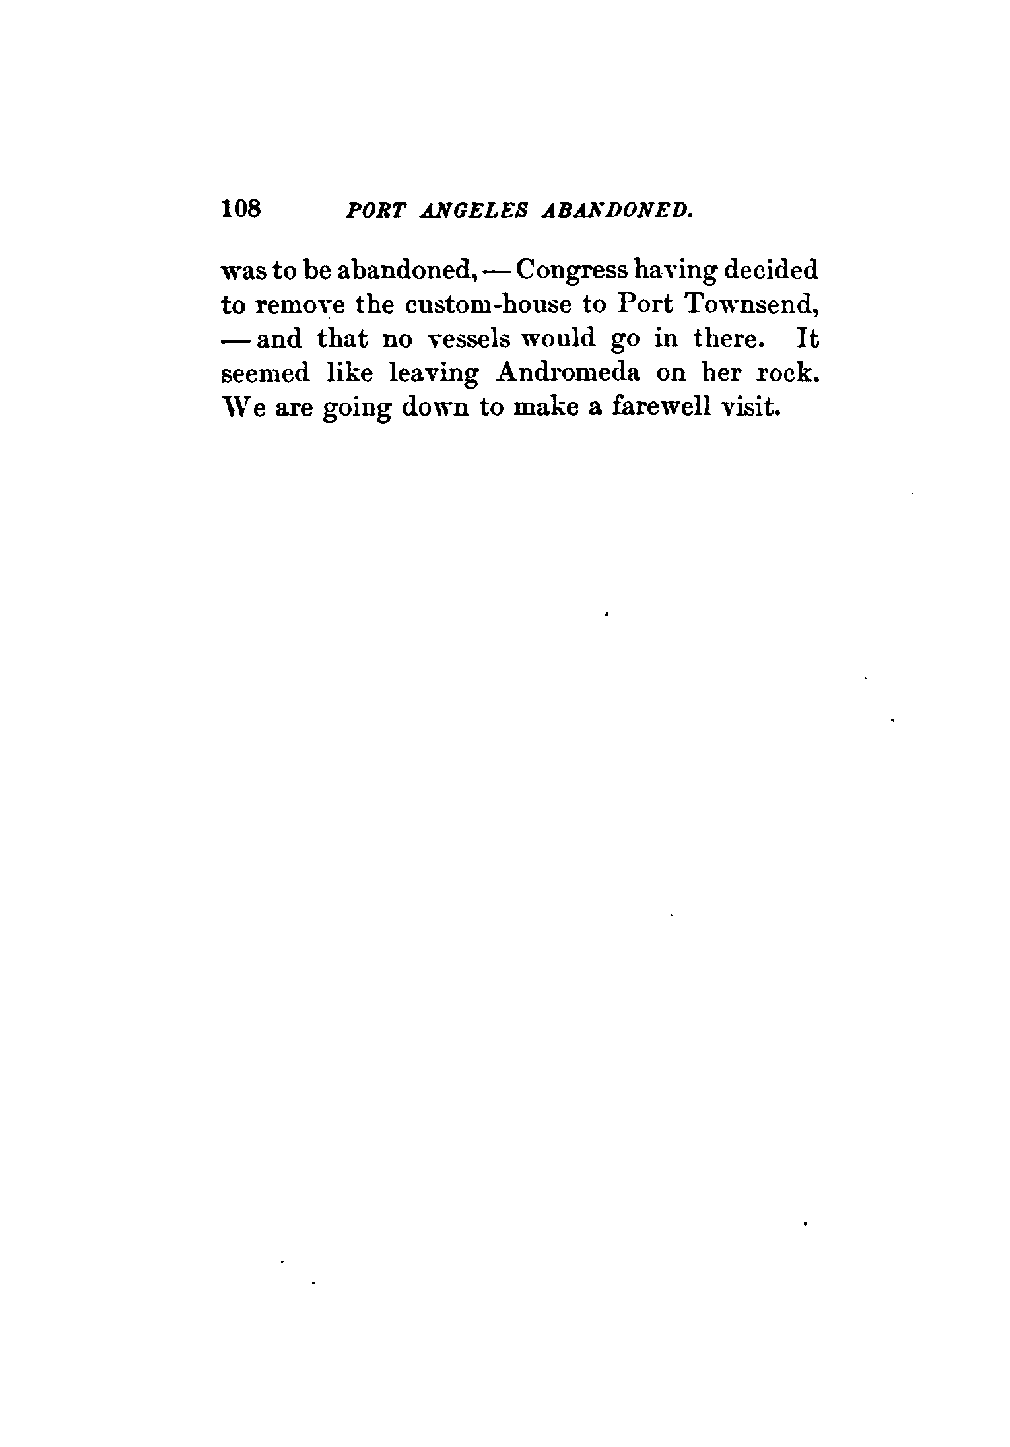 108 PORT ANGELES ABANDONED.
was to be abandoned, — Congress having decided
to remove the custom-house to Port Townsend,
— and that no vessels would go in there. It
seemed like leaving Andromeda on her rock.
We are going down to make a farewell visit.